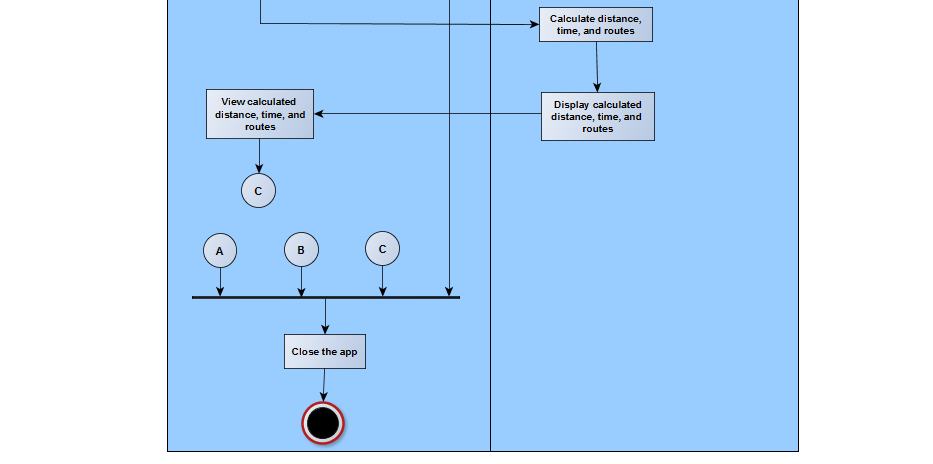 Calculate distance,
time, and routes
View calculated
distance, time, and
routes
Display calculated
distance, time, and
routes
C
A
B
C
Close the app